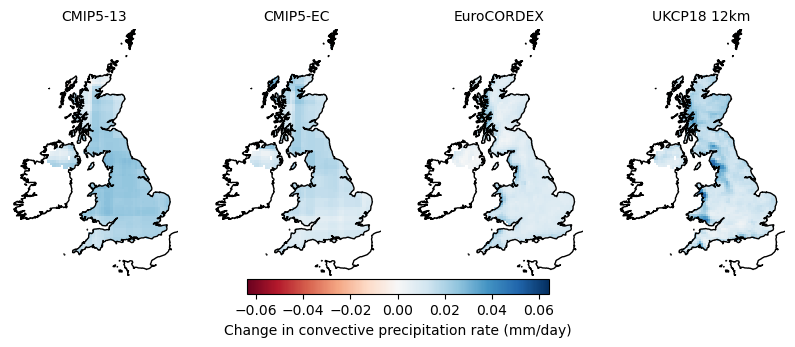 CMIP5-13 CMIP5-EC EuroCORDEX UKCP18 12km
−0.06 −0.04 −0.02 0.00 0.02 0.04 0.06
Change in convective precipitation rate (mm/day)